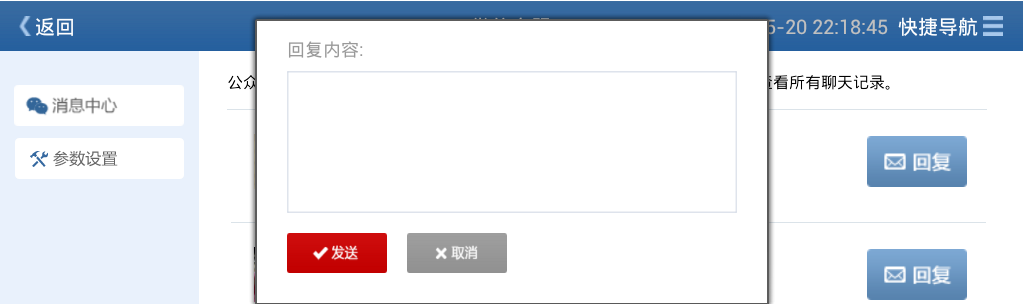 返回
5-20 22:18:45 快捷导航
回复内容:
公众
查看所有聊天记录。
消息中心
参数设置
回复
发送
取消
回复